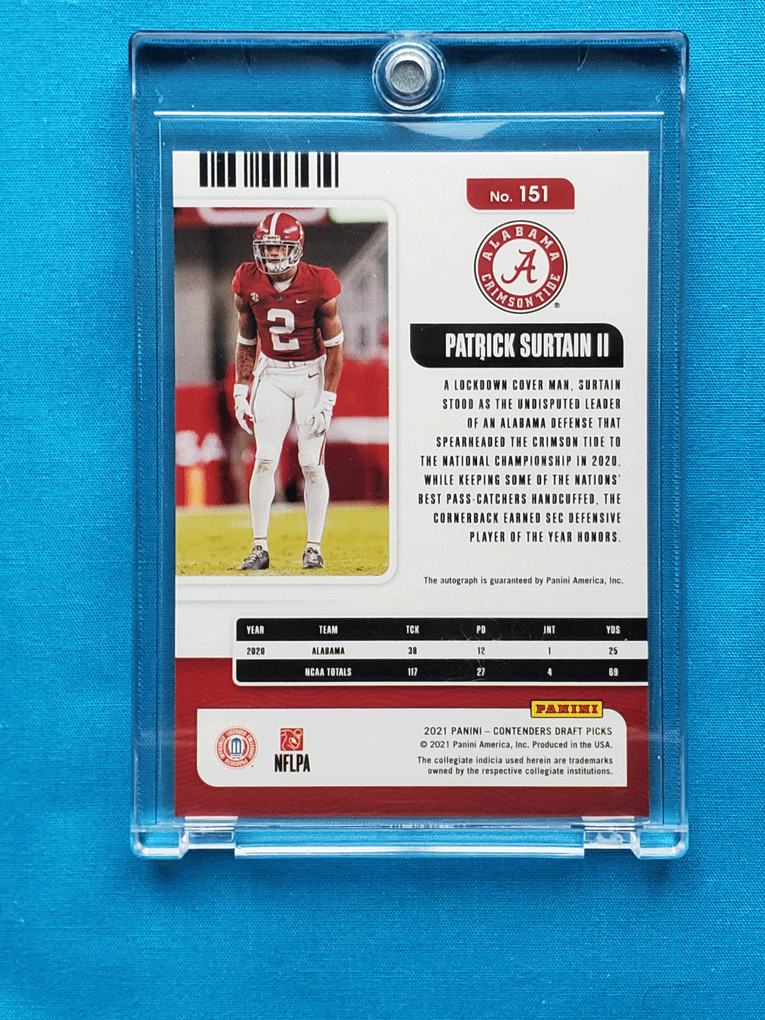 No. 151
ALABAMA
A
CRIMSON TIDE
®
2
PATRICK SURTAIN II
A LOCKDOWN COVER MAN, SURTAIN
STOOD AS THE UNDISPUTED LEADER
OF AN ALABAMA DEFENSE THAT
SPEARHEADED THE CRIMSON TIDE TO
THE NATIONAL CHAMPIONSHIP IN 2020.
WHILE KEEPING SOME OF THE NATIONS'
BEST PASS-CATCHERS HANDCUFFED, THE
CORNERBACK EARNED SEC DEFENSIVE
PLAYER OF THE YEAR HONORS.
The autograph is guaranteed by Panini America, Inc.
YEAR TEAM TCK PD INT YDS
2020 ALABAMA 38 12 1 25
NCAA TOTALS 117 27 4 69
PANINI
2021 PANINI – CONTENDERS DRAFT PICKS
© 2021 Panini America, Inc. Produced in the USA.
The collegiate indicia used herein are trademarks
owned by the respective collegiate institutions.
NFLPA